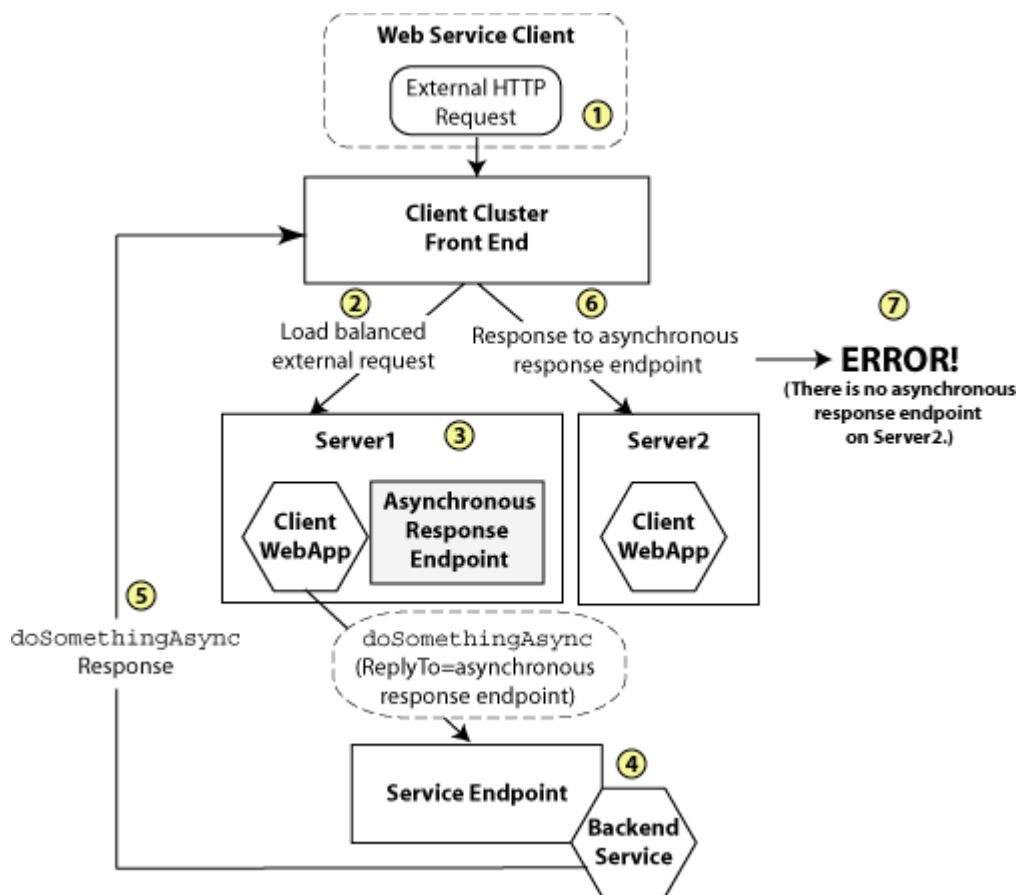 Web Service Client
External HTTP
Request
1
Client Cluster
Front End
2
Load balanced
external request
6
Response to asynchronous
response endpoint
7
ERROR!
(There is no asynchronous
response endpoint
on Server2.)
Server1
3
Client
WebApp
Asynchronous
Response
Endpoint
Server2
Client
WebApp
5
doSomethingAsync
Response
doSomethingAsync
(ReplyTo=asynchronous
response endpoint)
Service Endpoint
4
Backend
Service